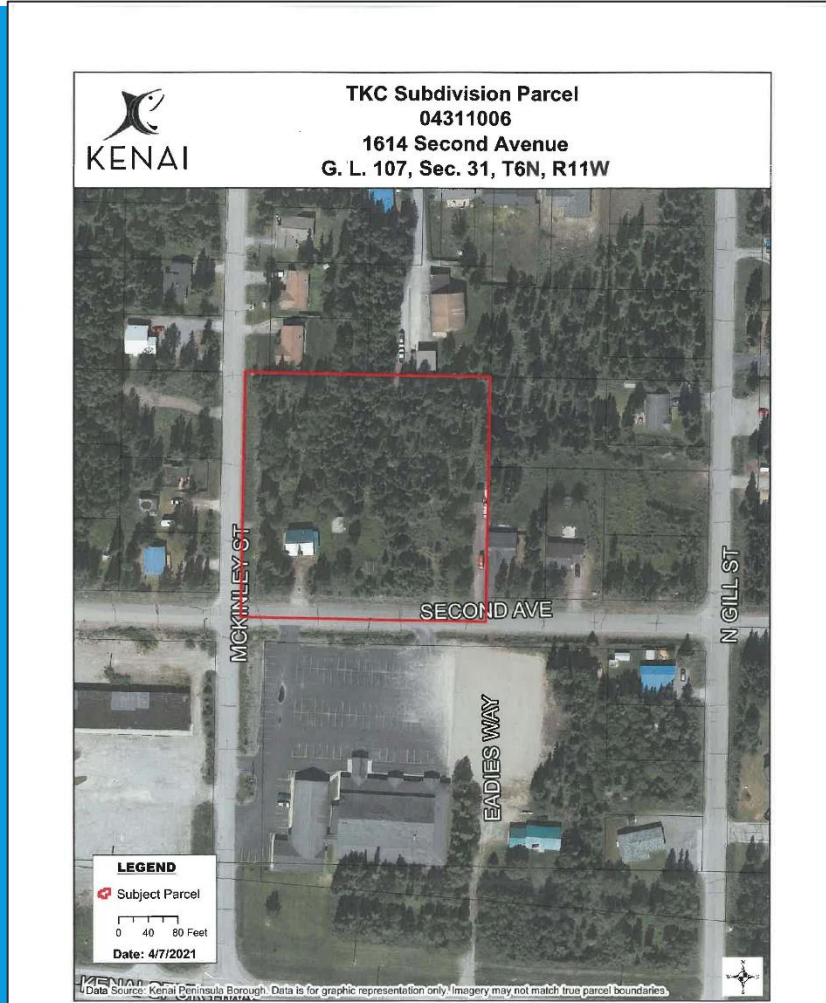 KENAI
TKC Subdivision Parcel
04311006
1614 Second Avenue
G. L. 107, Sec. 31, T6N, R11W
MCKINLEY ST
SECOND AVE
N GILL ST
EADIES WAY
LEGEND
Subject Parcel
0 40 80 Feet
Date: 4/7/2021
KENAI
Data Source: Kenai Peninsula Borough. Data is for graphic representation only. Imagery may not match true parcel boundaries.